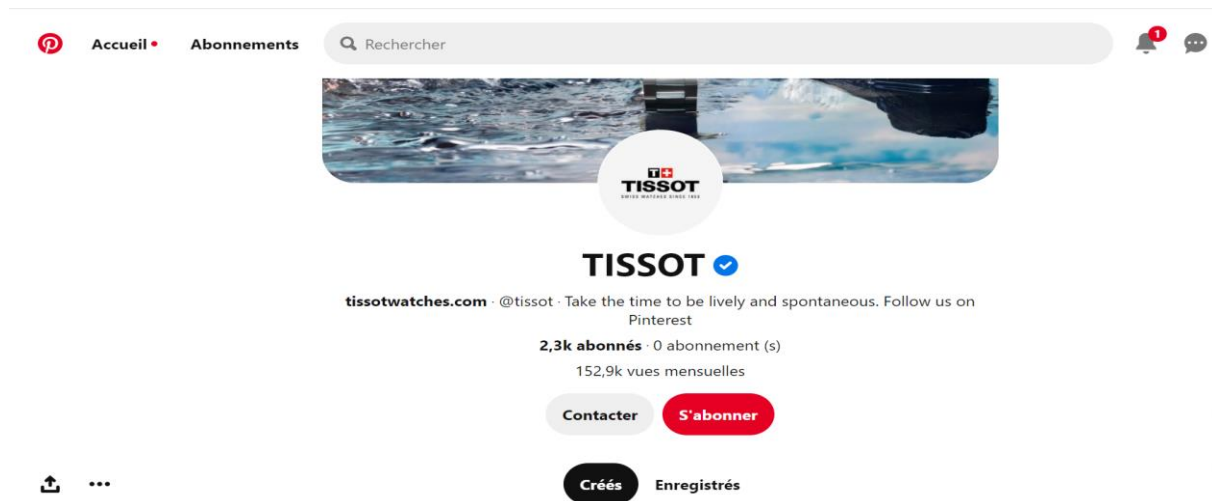 Accueil Abonnements Rechercher 1
T+
TISSOT
SWISS WATCHES SINCE 1853
TISSOT
tissotwatches.com · @tissot · Take the time to be lively and spontaneous. Follow us on
Pinterest
2,3k abonnés · 0 abonnement (s)
152,9k vues mensuelles
Contacter S'abonner
Créés Enregistrés